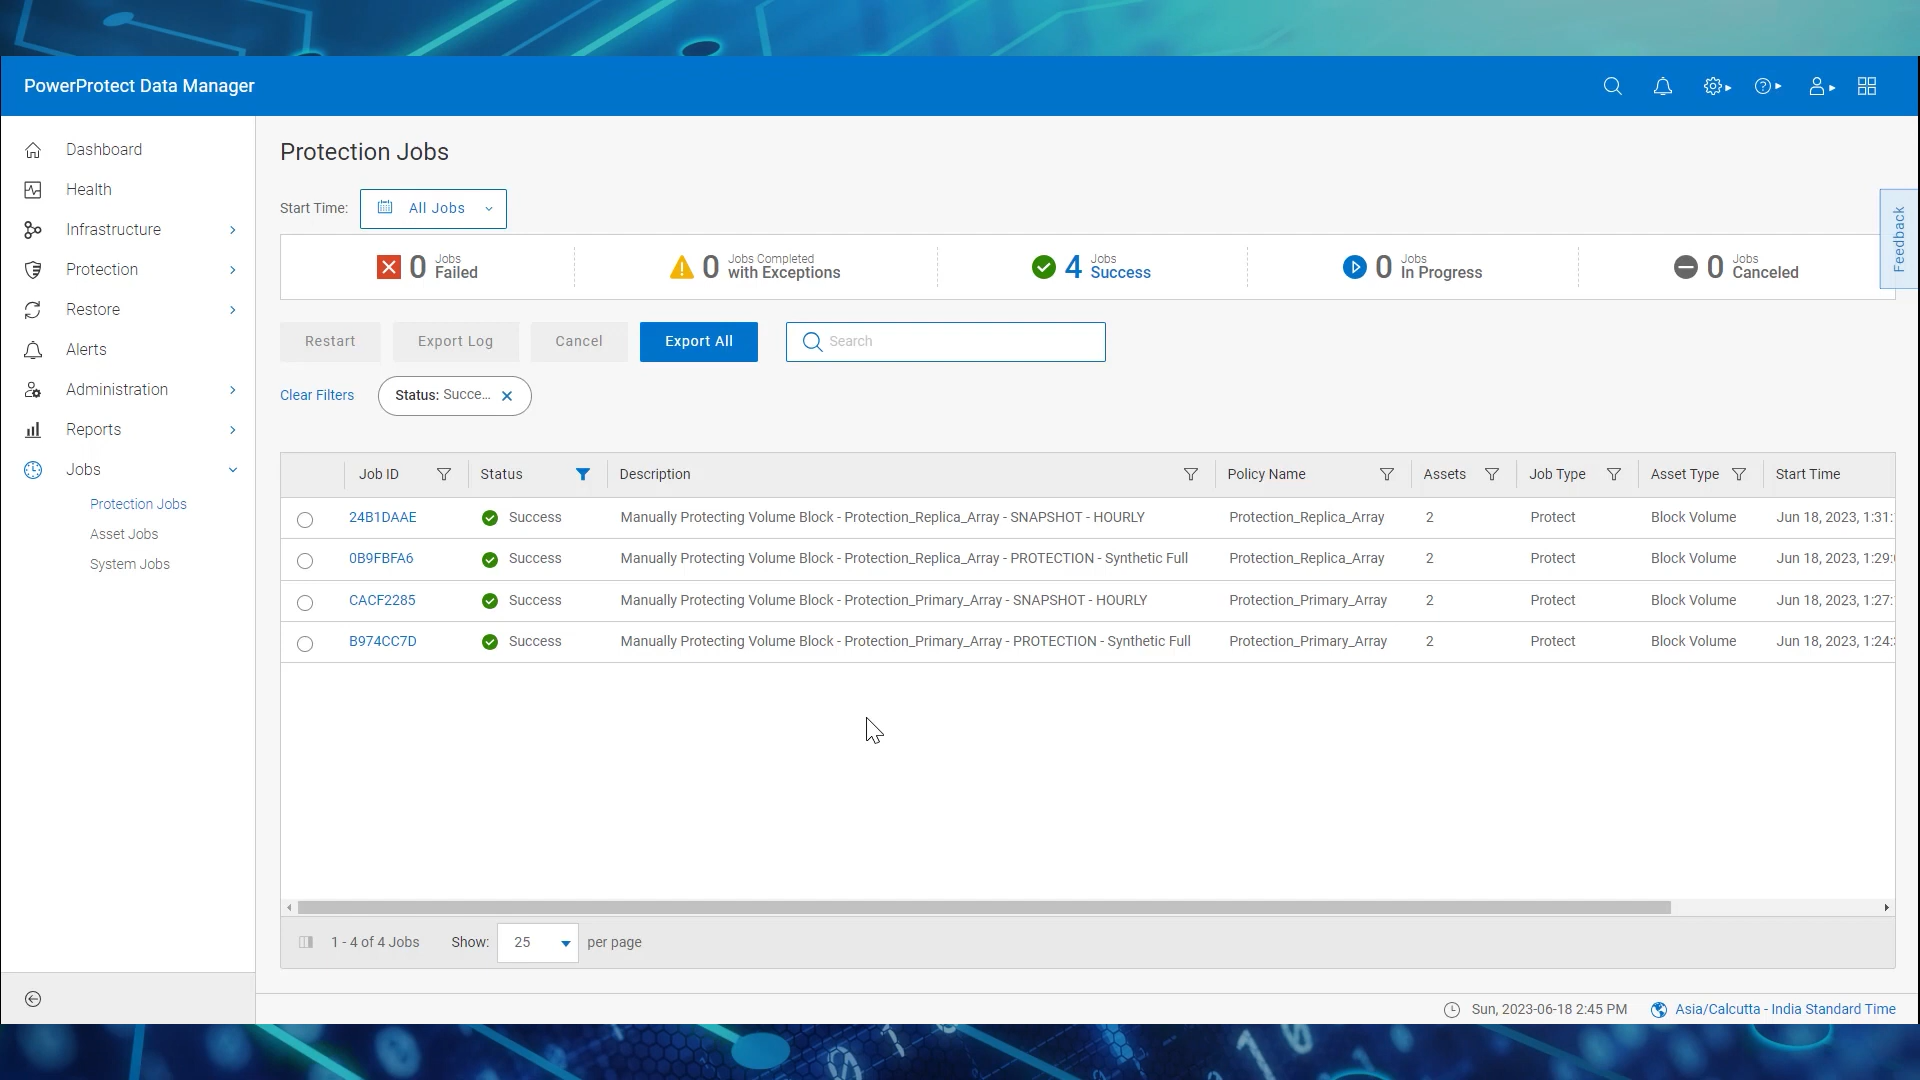 PowerProtect Data Manager
Dashboard
Health
Infrastructure
Protection
Restore
Alerts
Administration
Reports
Jobs
Protection Jobs
Asset Jobs
System Jobs
Protection Jobs
Start Time: All Jobs
0 Jobs Failed
0 Jobs Completed with Exceptions
4 Jobs Success
0 Jobs In Progress
0 Jobs Canceled
Feedback
Restart Export Log Cancel Export All Search
Clear Filters Status: Succe...
Job ID Status Description Policy Name Assets Job Type Asset Type Start Time
24B1DAAE Success Manually Protecting Volume Block - Protection_Replica_Array - SNAPSHOT - HOURLY Protection_Replica_Array 2 Protect Block Volume Jun 18, 2023, 1:31:
0B9FBFA6 Success Manually Protecting Volume Block - Protection_Replica_Array - PROTECTION - Synthetic Full Protection_Replica_Array 2 Protect Block Volume Jun 18, 2023, 1:29:
CACF2285 Success Manually Protecting Volume Block - Protection_Primary_Array - SNAPSHOT - HOURLY Protection_Primary_Array 2 Protect Block Volume Jun 18, 2023, 1:27:
B974CC7D Success Manually Protecting Volume Block - Protection_Primary_Array - PROTECTION - Synthetic Full Protection_Primary_Array 2 Protect Block Volume Jun 18, 2023, 1:24:
1 - 4 of 4 Jobs Show: 25 per page
Sun, 2023-06-18 2:45 PM Asia/Calcutta - India Standard Time